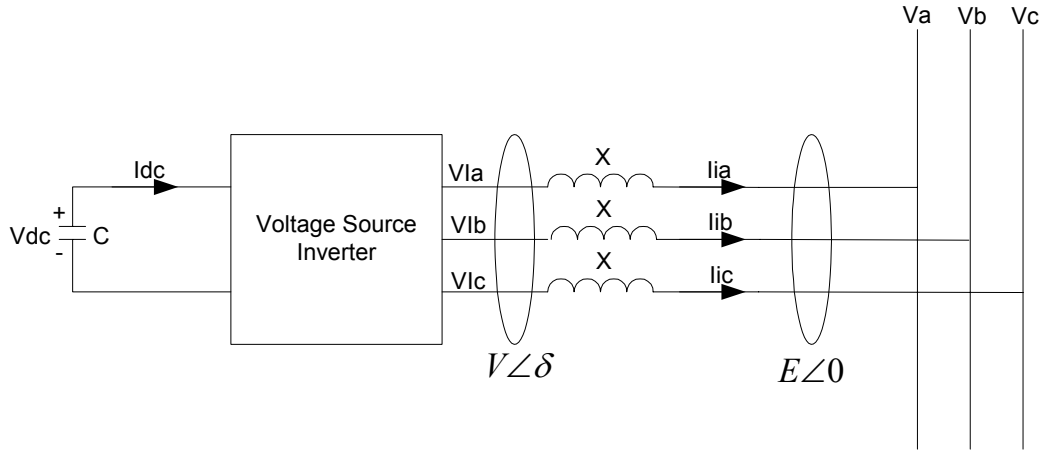 Va Vb Vc
Idc
+
Vdc C
-
Voltage Source
Inverter
VIa
VIb
VIc
X
X
X
Iia
Iib
Iic
V∠δ
E∠0